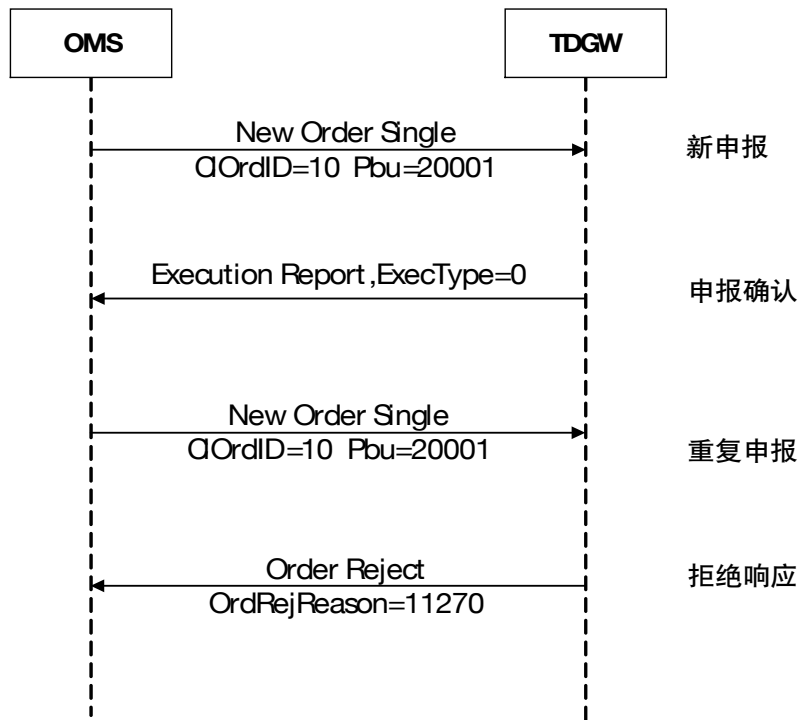 OMS
TDGW
New Order Single
ClOrdID=10 Pbu=20001
新申报
Execution Report ,ExecType=0
申报确认
New Order Single
ClOrdID=10 Pbu=20001
重复申报
Order Reject
OrdRejReason=11270
拒绝响应